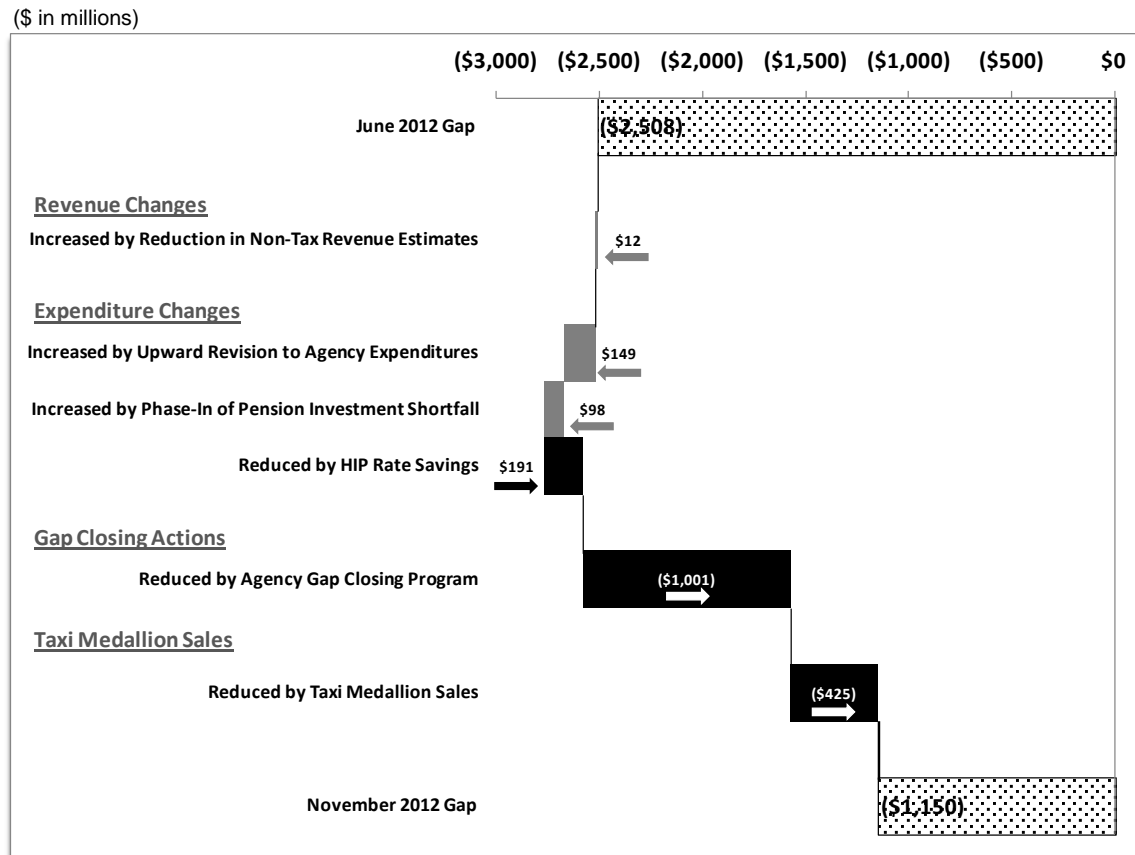 ($ in millions)
($3,000) ($2,500) ($2,000) ($1,500) ($1,000) ($500) $0
June 2012 Gap ($2,508)
Revenue Changes
Increased by Reduction in Non-Tax Revenue Estimates $12
Expenditure Changes
Increased by Upward Revision to Agency Expenditures $149
Increased by Phase-In of Pension Investment Shortfall $98
Reduced by HIP Rate Savings $191
Gap Closing Actions
Reduced by Agency Gap Closing Program ($1,001)
Taxi Medallion Sales
Reduced by Taxi Medallion Sales ($425)
November 2012 Gap ($1,150)